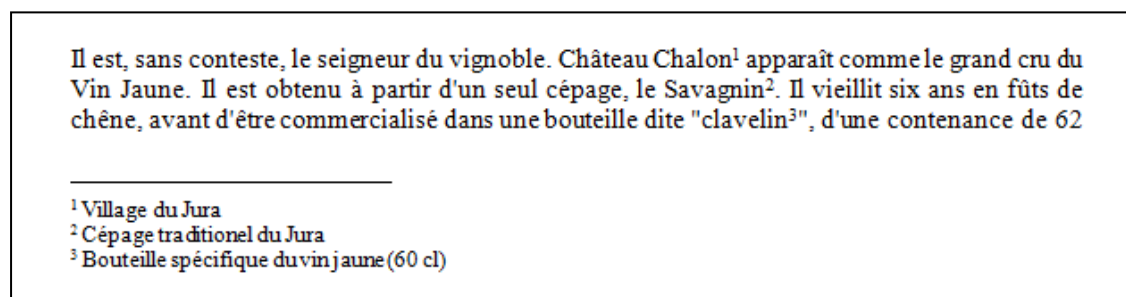 Il est, sans conteste, le seigneur du vignoble. Château Chalon¹ apparaît comme le grand cru du
Vin Jaune. Il est obtenu à partir d'un seul cépage, le Savagnin². Il vieillit six ans en fûts de
chêne, avant d'être commercialisé dans une bouteille dite "clavelin³", d'une contenance de 62
¹ Village du Jura
² Cépage traditionel du Jura
³ Bouteille spécifique du vin jaune (60 cl)